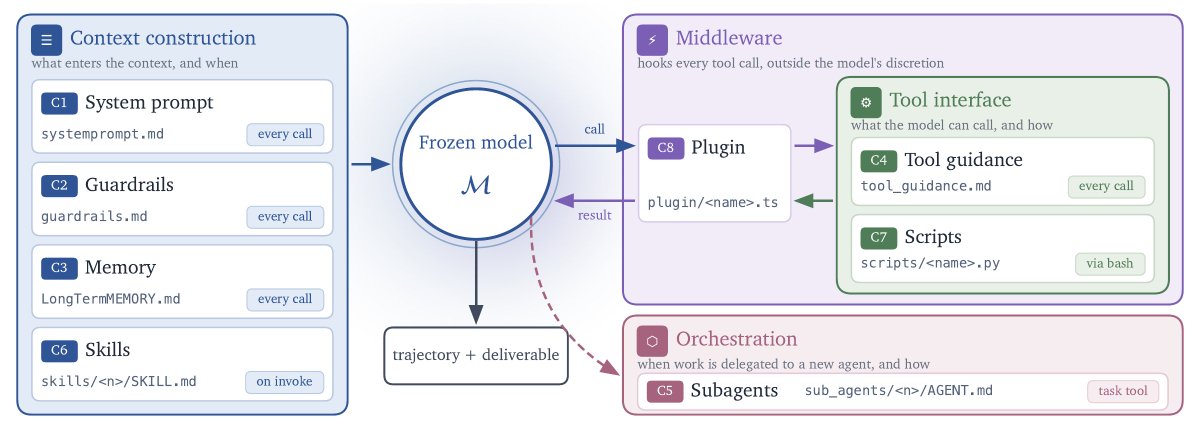 Context construction
what enters the context, and when
C1 System prompt
systemprompt.md every call
C2 Guardrails
guardrails.md every call
C3 Memory
LongTermMEMORY.md every call
C6 Skills
skills/<n>/SKILL.md on invoke
Frozen model
M
call
result
trajectory + deliverable
Middleware
hooks every tool call, outside the model's discretion
C8 Plugin
plugin/<name>.ts
Tool interface
what the model can call, and how
C4 Tool guidance
tool_guidance.md every call
C7 Scripts
scripts/<name>.py via bash
Orchestration
when work is delegated to a new agent, and how
C5 Subagents sub_agents/<n>/AGENT.md task tool